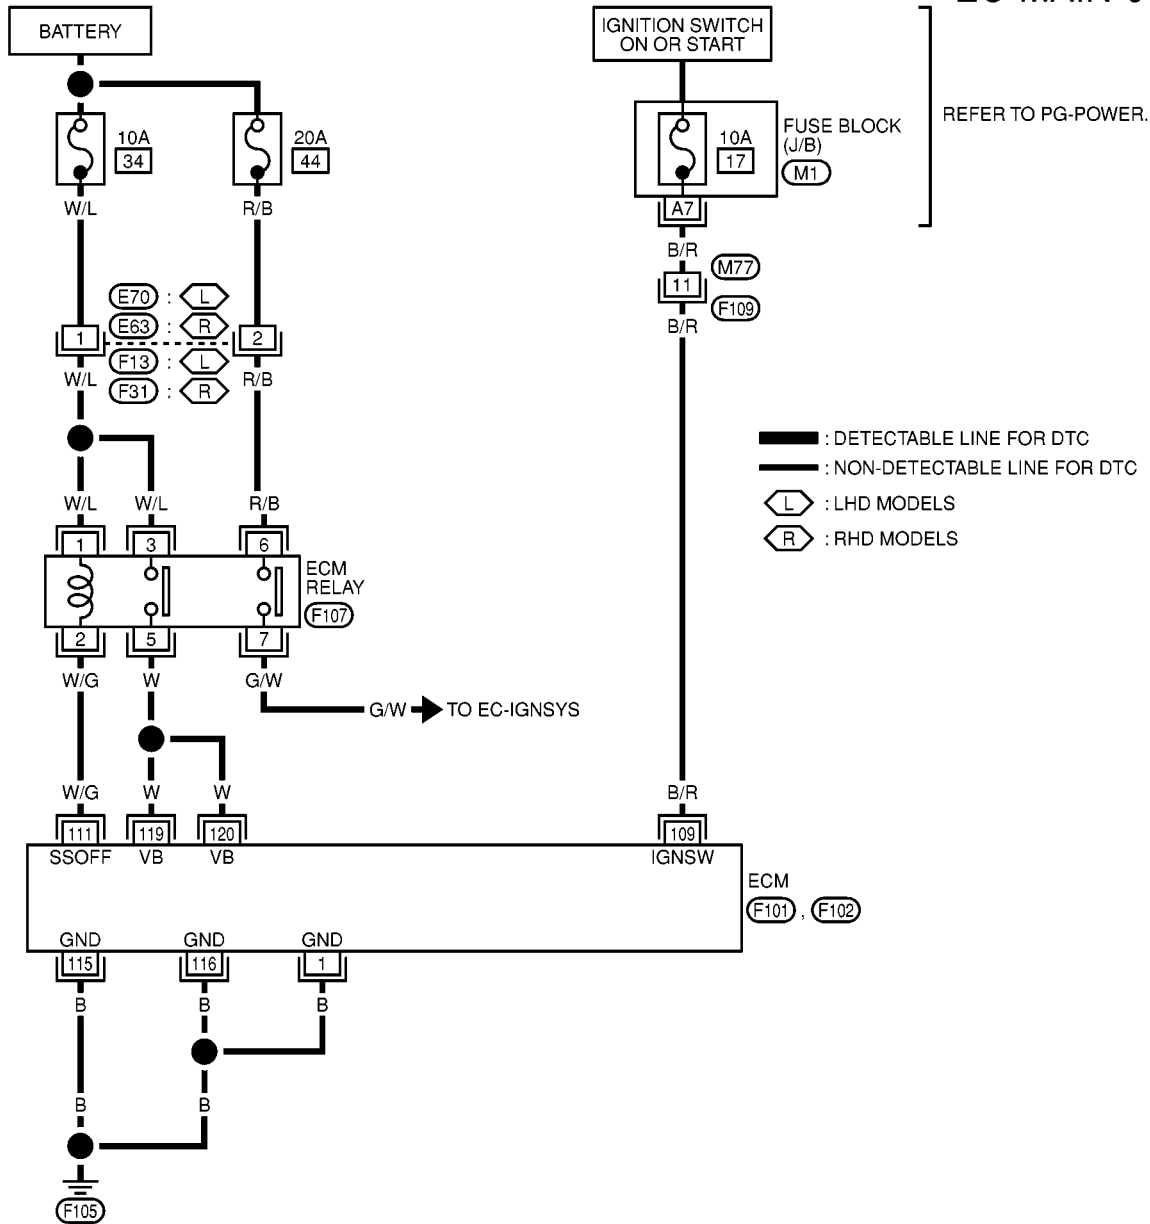 BATTERY
IGNITION SWITCH
ON OR START
REFER TO PG-POWER.
10A
34
20A
44
10A
17
FUSE BLOCK
(J/B)
M1
W/L
R/B
A7
B/R
M77
11
F109
B/R
E70 : L
E63 : R
1
2
F13 : L
F31 : R
W/L
R/B
: DETECTABLE LINE FOR DTC
: NON-DETECTABLE LINE FOR DTC
L : LHD MODELS
R : RHD MODELS
W/L
W/L
R/B
1
3
6
ECM
RELAY
F107
2
5
7
W/G
W
G/W
G/W
TO EC-IGNSYS
W/G
W
W
B/R
111
119
120
109
SSOFF
VB
VB
IGNSW
ECM
F101 , F102
GND
GND
GND
115
116
1
B
B
B
B
B
F105